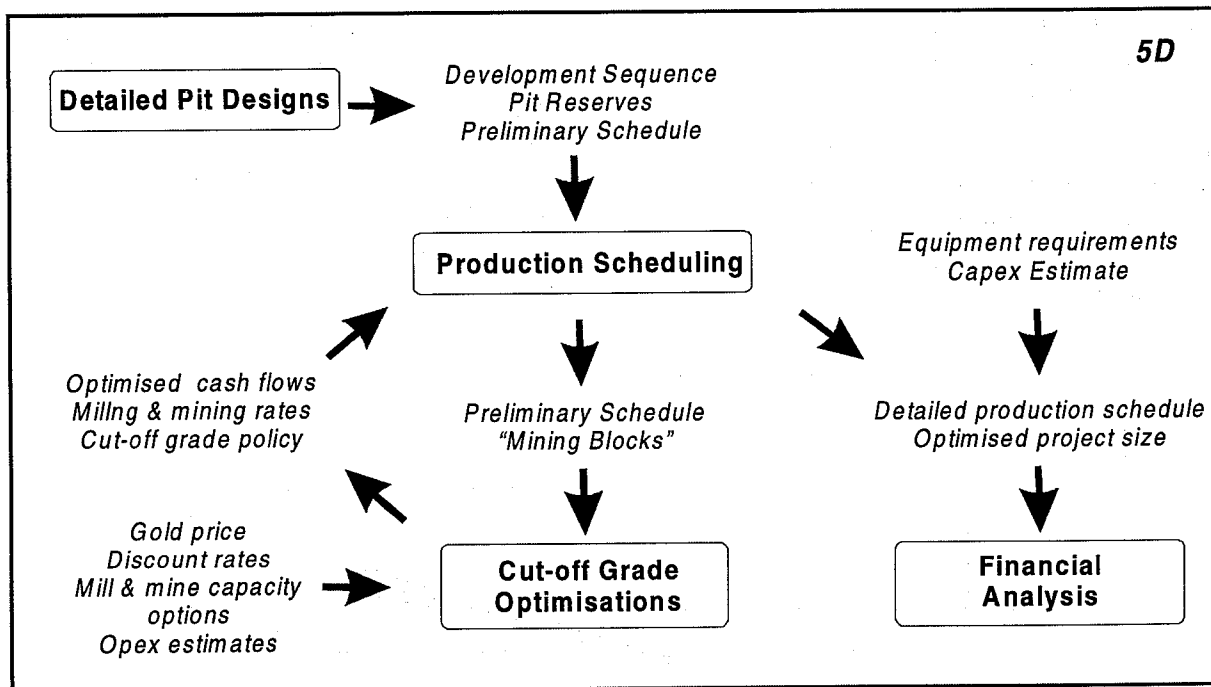 5D
Detailed Pit Designs
Development Sequence
Pit Reserves
Preliminary Schedule
Production Scheduling
Equipment requirements
Capex Estimate
Optimised cash flows
Millng & mining rates
Cut-off grade policy
Preliminary Schedule
“Mining Blocks”
Detailed production schedule
Optimised project size
Gold price
Discount rates
Mill & mine capacity
options
Opex estimates
Cut-off Grade
Optimisations
Financial
Analysis